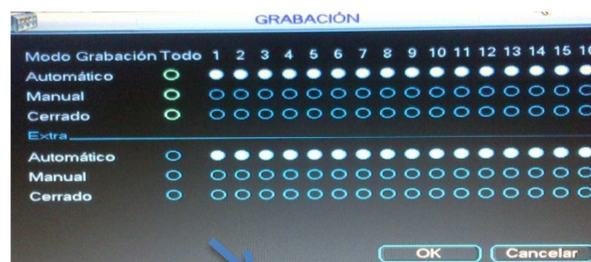 GRABACIÓN
Modo Grabación Todo 1 2 3 4 5 6 7 8 9 10 11 12 13 14 15 16
Automático
Manual
Cerrado
Extra
Automático
Manual
Cerrado
OK Cancelar